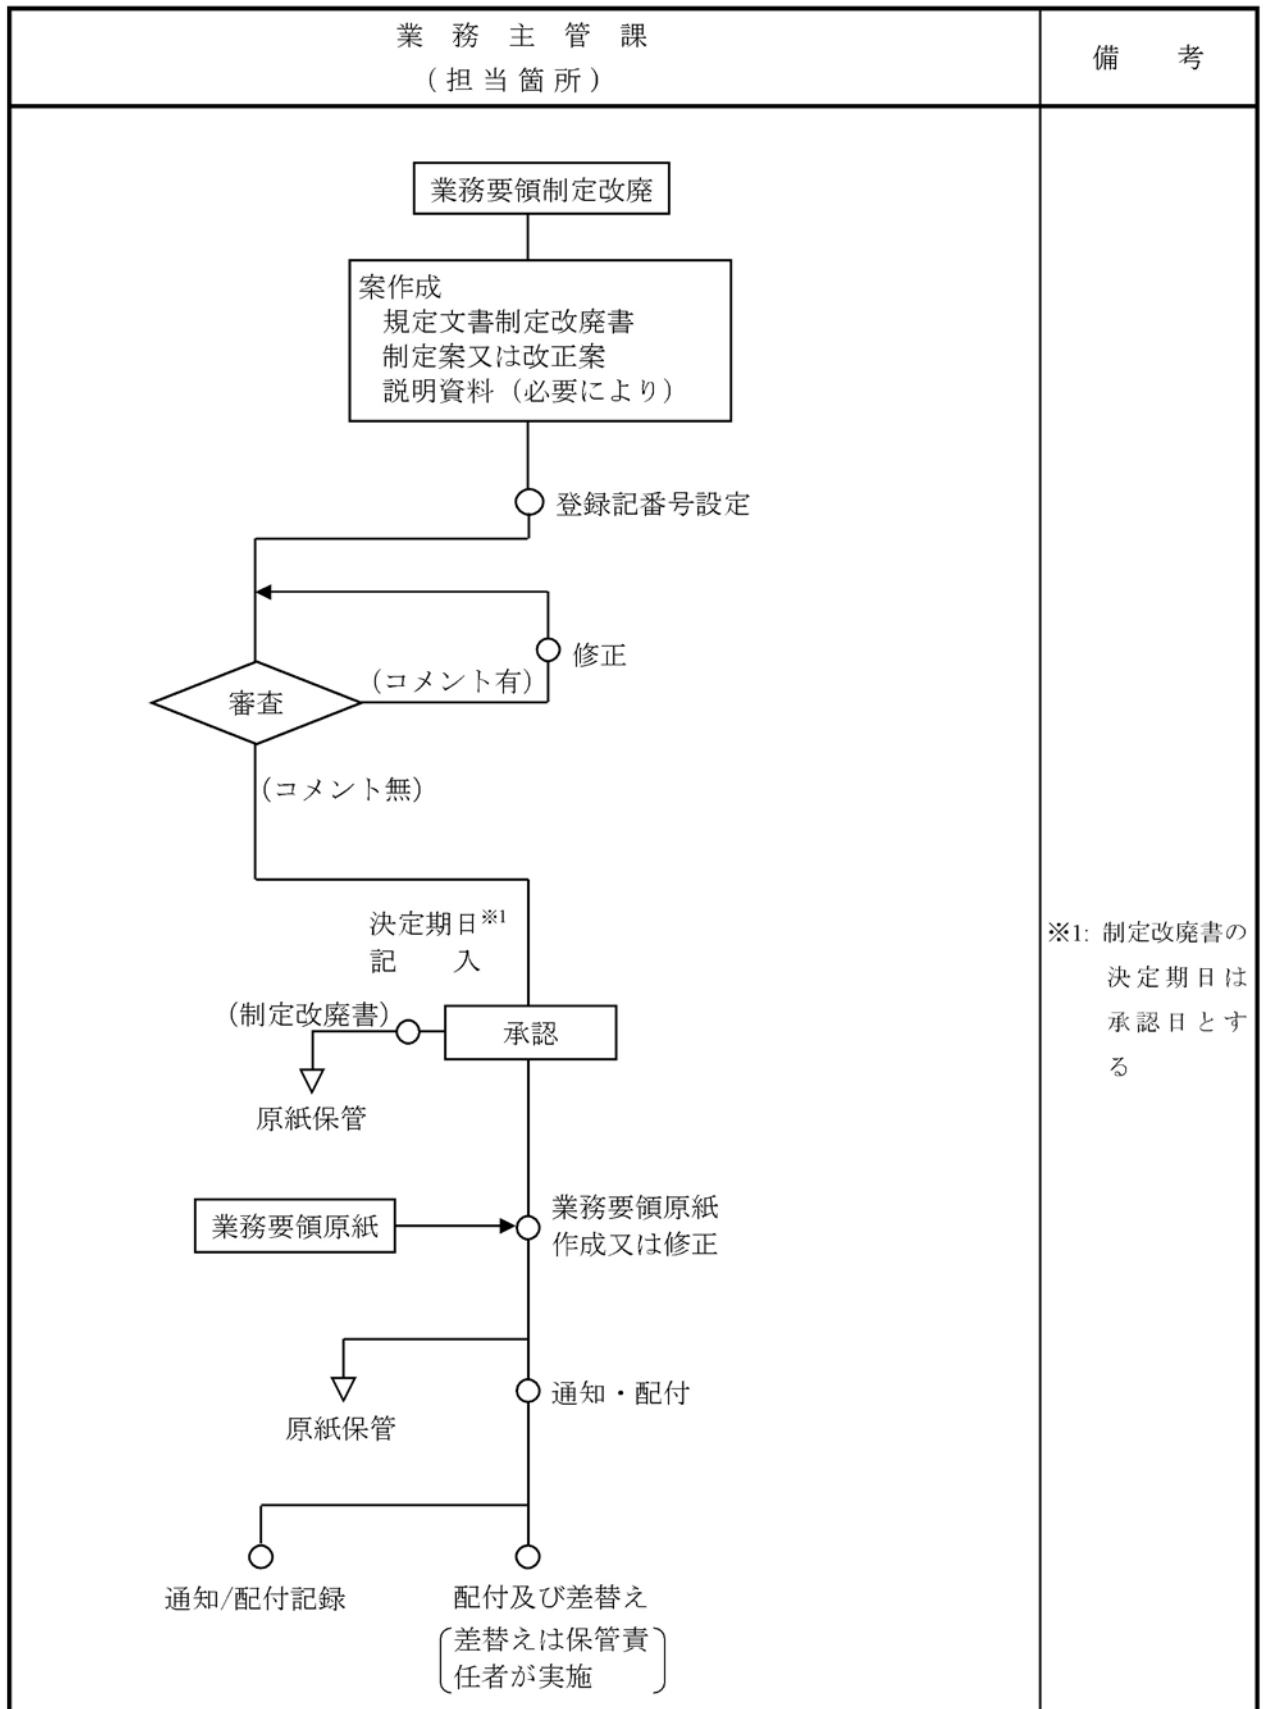 業務主管課
(担当箇所)
備考
業務要領制定改廃
案作成
規定文書制定改廃書
制定案又は改正案
説明資料（必要により）
登録記番号設定
修正
(コメント有)
審査
(コメント無)
決定期日※1
記入
(制定改廃書)
承認
原紙保管
業務要領原紙
業務要領原紙
作成又は修正
通知・配付
原紙保管
通知/配付記録
配付及び差替え
差替えは保管責
任者が実施
※1: 制定改廃書の
決定期日は
承認日とす
る